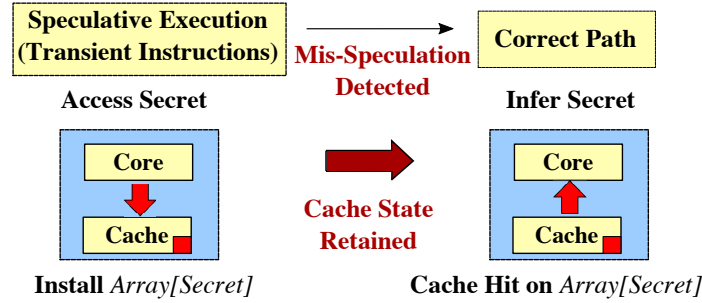 Speculative Execution
(Transient Instructions)
Mis-Speculation
Detected
Correct Path
Access Secret
Infer Secret
Core
Cache
Cache State
Retained
Core
Cache
Install Array[Secret]
Cache Hit on Array[Secret]